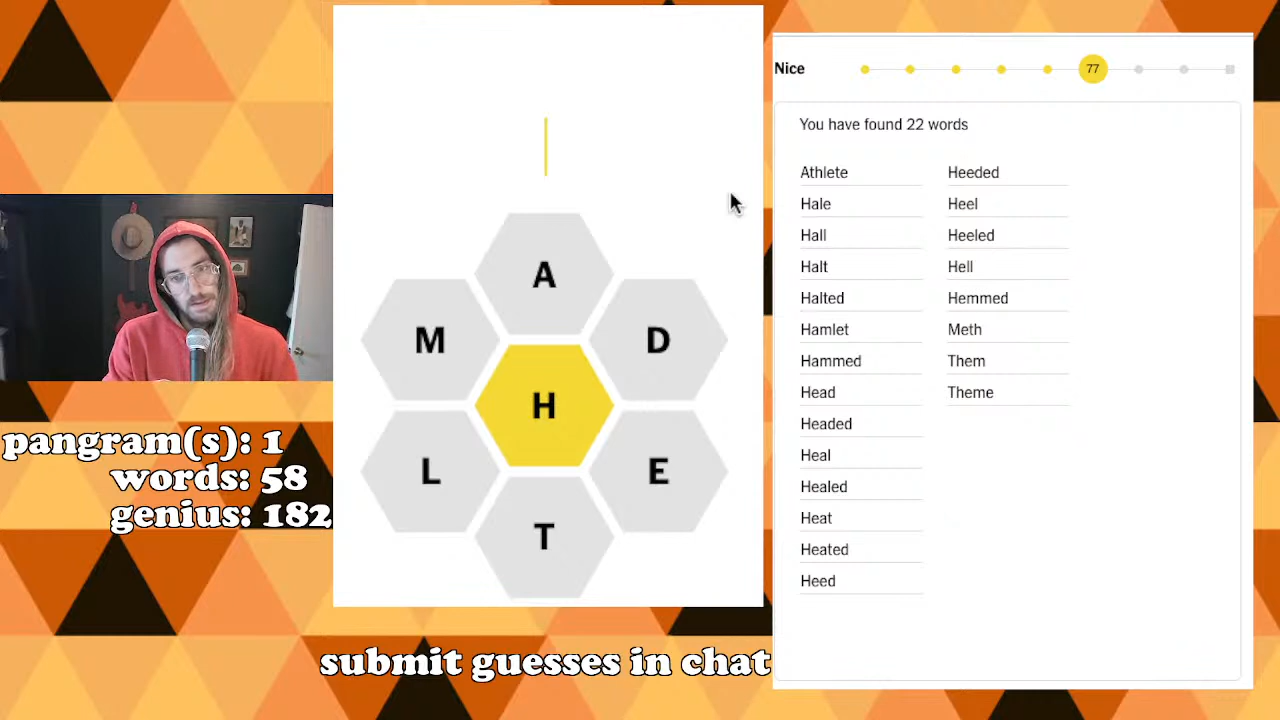 Nice
77
You have found 22 words
Athlete
Hale
Hall
Halt
Halted
Hamlet
Hammed
Head
Headed
Heal
Healed
Heat
Heated
Heed
Heeded
Heel
Heeled
Hell
Hemmed
Meth
Them
Theme
A
M
D
H
L
E
T
pangram(s): 1
words: 58
genius: 182
submit guesses in chat